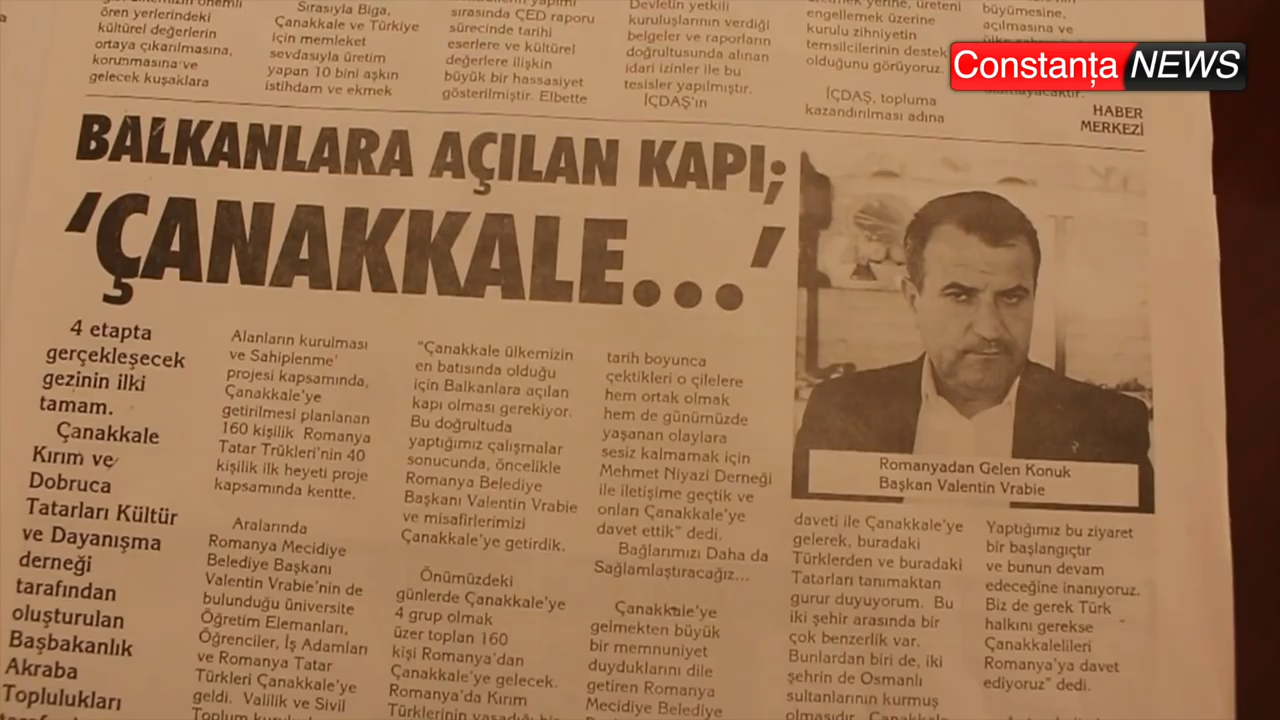 ören yerlerindeki
kültürel değerlerin
ortaya çıkarılmasına,
korunmasına ve
gelecek kuşaklara
Sırasıyla Biga,
Çanakkale ve Türkiye
için memleket
sevdasıyla üretim
yapan 10 bini aşkın
istihdam ve ekmek
sırasında ÇED raporu
sürecinde tarihi
eserlere ve kültürel
değerlere ilişkin
büyük bir hassasiyet
gösterilmiştir. Elbette
Devletin yetkili
kuruluşlarının verdiği
belgeler ve raporların
doğrultusunda alınan
idari izinler ile bu
tesisler yapılmıştır.
İÇDAŞ'ın
engellemek üzerine
kurulu zihniyetin
temsilcilerinin destek
olduğunu görüyoruz.
İÇDAŞ, topluma
kazandırılması adına
büyümesine,
açılmasına ve
HABER
MERKEZİ
Constanța NEWS
BALKANLARA AÇILAN KAPI;
'ÇANAKKALE...'
4 etapta
gerçekleşecek
gezinin ilki
tamam.
Çanakkale
Kırım ve
Dobruca
Tatarları Kültür
ve Dayanışma
derneği
tarafından
oluşturulan
Başbakanlık
Akraba
Toplulukları
Alanların kurulması
ve Sahiplenme'
projesi kapsamında,
Çanakkale'ye
getirilmesi planlanan
160 kişilik Romanya
Tatar Trükleri'nin 40
kişilik ilk heyeti proje
kapsamında kentte.
Aralarında
Romanya Mecidiye
Belediye Başkanı
Valentin Vrabie'nin de
bulunduğu üniversite
Öğretim Elemanları,
Öğrenciler, İş Adamları
ve Romanya Tatar
Türkleri Çanakkale'ye
geldi. Valilik ve Sivil
"Çanakkale ülkemizin
en batısında olduğu
için Balkanlara açılan
kapı olması gerekiyor.
Bu doğrultuda
yaptığımız çalışmalar
sonucunda, öncelikle
Romanya Belediye
Başkanı Valentin Vrabie
ve misafirlerimizi
Çanakkale'ye getirdik.
Önümüzdeki
günlerde Çanakkale'ye
4 grup olmak
üzer toplan 160
kişi Romanya'dan
Çanakkale'ye gelecek.
Romanya'da Kırım
Türklerinin yaşadığı
tarih boyunca
çektikleri o çilelere
hem ortak olmak
hem de günümüzde
yaşanan olaylara
sesiz kalmamak için
Mehmet Niyazi Derneği
ile iletişime geçtik ve
onları Çanakkale'ye
davet ettik" dedi.
Bağlarımızı Daha da
Sağlamlaştıracağız...
Çanakkale'ye
gelmekten büyük
bir memnuniyet
duyduklarını dile
getiren Romanya
Mecidiye Belediye
Romanyadan Gelen Konuk
Başkan Valentin Vrabie
daveti ile Çanakkale'ye
gelerek, buradaki
Türklerden ve buradaki
Tatarları tanımaktan
gurur duyuyorum. Bu
iki şehir arasında bir
çok benzerlik var.
Bunlardan biri de, iki
şehrin de Osmanlı
sultanlarının kurmuş
Yaptığımız bu ziyaret
bir başlangıçtır
ve bunun devam
edeceğine inanıyoruz.
Biz de gerek Türk
halkını gerekse
Çanakkalelileri
Romanya'ya davet
ediyoruz" dedi.